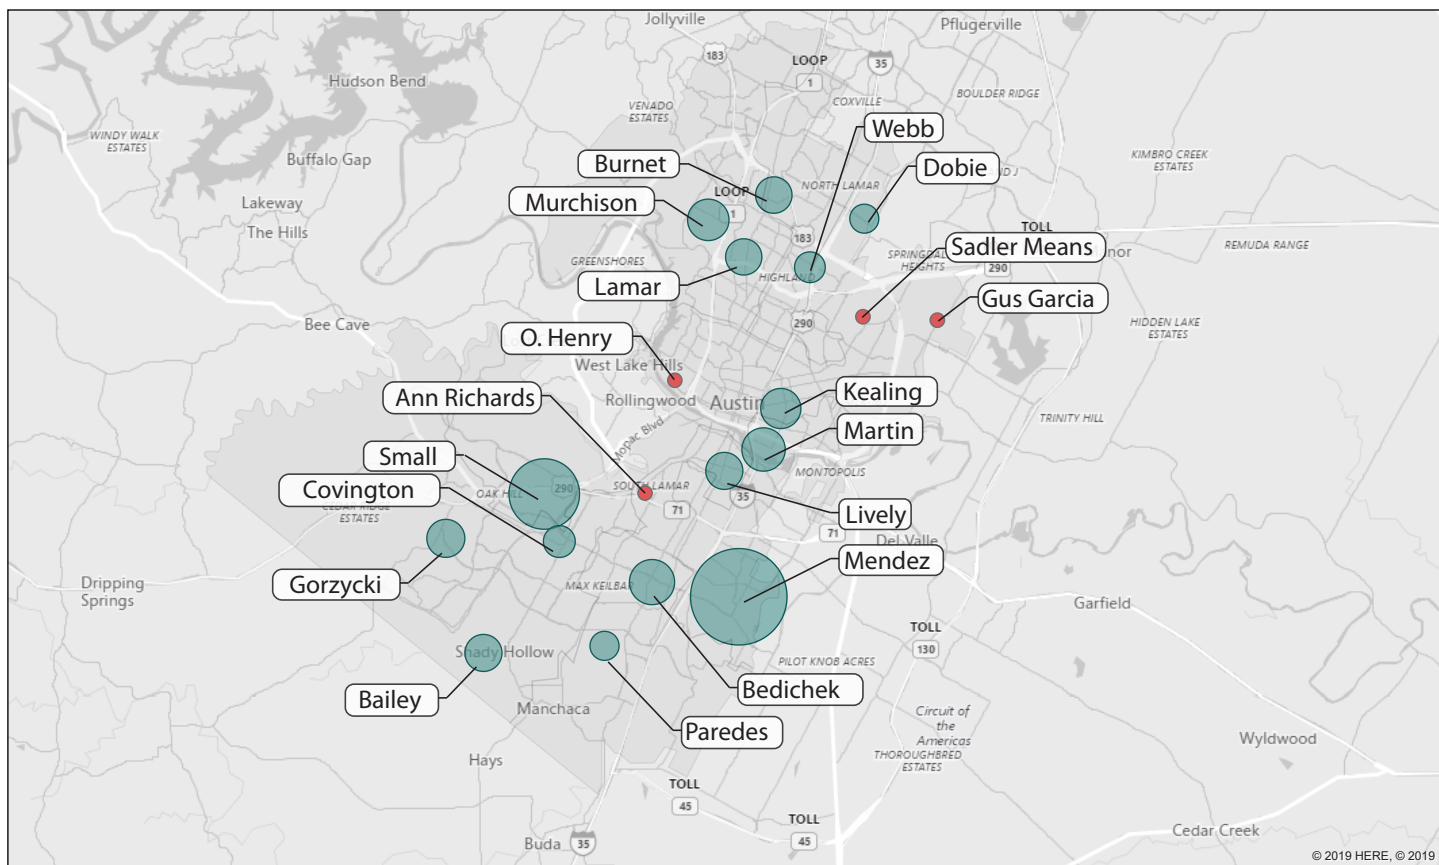 Jollyville
Pflugerville
183
LOOP
1
35
Hudson Bend
COXVILLE
BOULDER RIDGE
VENADO
ESTATES
WINDY WALK
ESTATES
Webb
Buffalo Gap
Burnet
Dobie
KIMBRO CREEK
ESTATES
LOOP
1
NORTH LAMAR
Lakeway
Murchison
The Hills
TOLL
183
Sadler Means
REMUDA RANGE
GREENSHORES
SPRINGDAL
HEIGHTS
290
Lamar
HIGHLAND
Gus Garcia
Bee Cave
290
HIDDEN LAKE
ESTATES
O. Henry
West Lake Hills
Kealing
Ann Richards
Rollingwood
Austin
TRINITY HILL
Mopac Blvd
Martin
Small
MONTOPOLIS
Covington
OAK HILL
290
SOUTH LAMAR
35
CEDAR RIDGE
ESTATES
71
Lively
71
Del Valle
Mendez
Gorzycki
Dripping
Springs
MAX KEILBAR
Garfield
TOLL
130
Shady Hollow
PILOT KNOB ACRES
Bailey
Bedichek
Manchaca
Circuit of
the
Americas
Paredes
Wyldwood
Hays
THOROUGHBRED
ESTATES
TOLL
45
TOLL
45
Cedar Creek
Buda
35
© 2019 HERE, © 2019